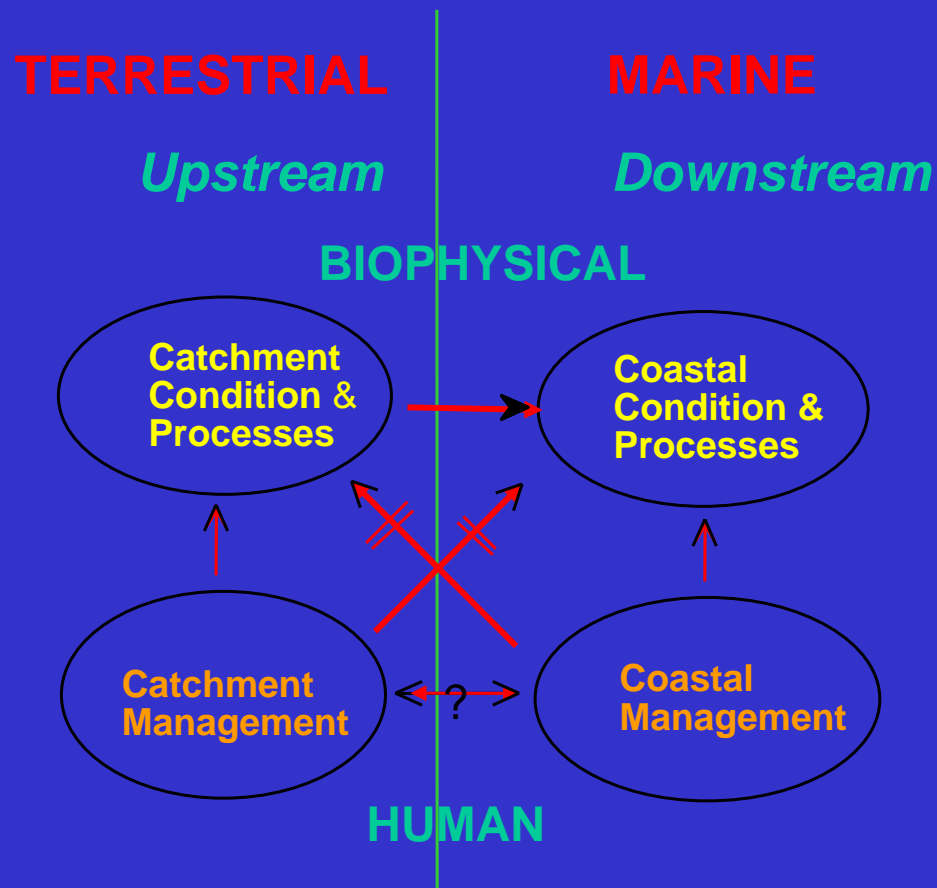 TERRESTRIAL
MARINE
Upstream
Downstream
BIOPHYSICAL
Catchment
Condition &
Processes
Coastal
Condition &
Processes
Catchment
Management
?
Coastal
Management
HUMAN